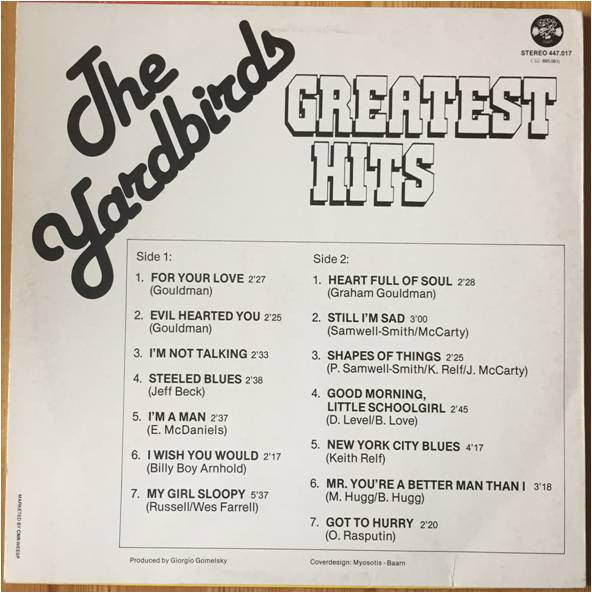 The
Yardbirds
GREATEST
HITS
STEREO 447.017
Side 1:
1. FOR YOUR LOVE 2'27
(Gouldman)
2. EVIL HEARTED YOU 2'25
(Gouldman)
3. I'M NOT TALKING 2'33
4. STEELED BLUES 2'38
(Jeff Beck)
5. I'M A MAN 2'37
(E. McDaniels)
6. I WISH YOU WOULD 2'17
(Billy Boy Arnhold)
7. MY GIRL SLOOPY 5'37
(Russell/Wes Farrell)
Side 2:
1. HEART FULL OF SOUL 2'28
(Graham Gouldman)
2. STILL I'M SAD 3'00
(Samwell-Smith/McCarty)
3. SHAPES OF THINGS 2'25
(P. Samwell-Smith/K. Relf/J. McCarty)
4. GOOD MORNING,
LITTLE SCHOOLGIRL 2'45
(D. Level/B. Love)
5. NEW YORK CITY BLUES 4'17
(Keith Relf)
6. MR. YOU'RE A BETTER MAN THAN I 3'18
(M. Hugg/B. Hugg)
7. GOT TO HURRY 2'20
(O. Rasputin)
Produced by Giorgio Gomelsky
Coverdesign: Myosotis - Baarn
MARKETED BY CNR WEESP